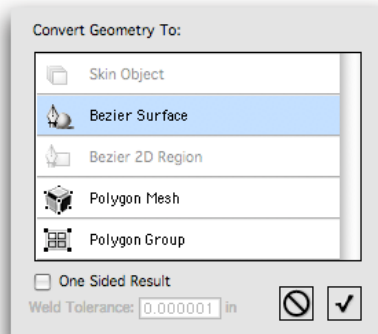 Convert Geometry To:
Skin Object
Bezier Surface
Bezier 2D Region
Polygon Mesh
Polygon Group
One Sided Result
Weld Tolerance: 0.000001 in